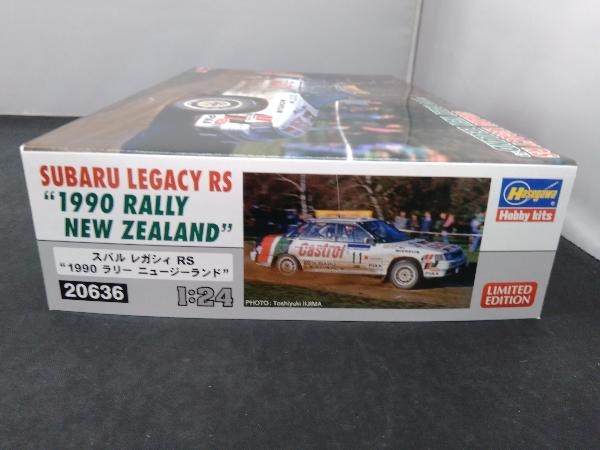 SUBARU LEGACY RS
"1990 RALLY
NEW ZEALAND"
スバル レガシィ RS
"1990 ラリー ニュージーランド"
20636
1:24
Castrol
11
PHOTO: Toshiyuki IIJIMA
Hasegawa
Hobby kits
LIMITED
EDITION